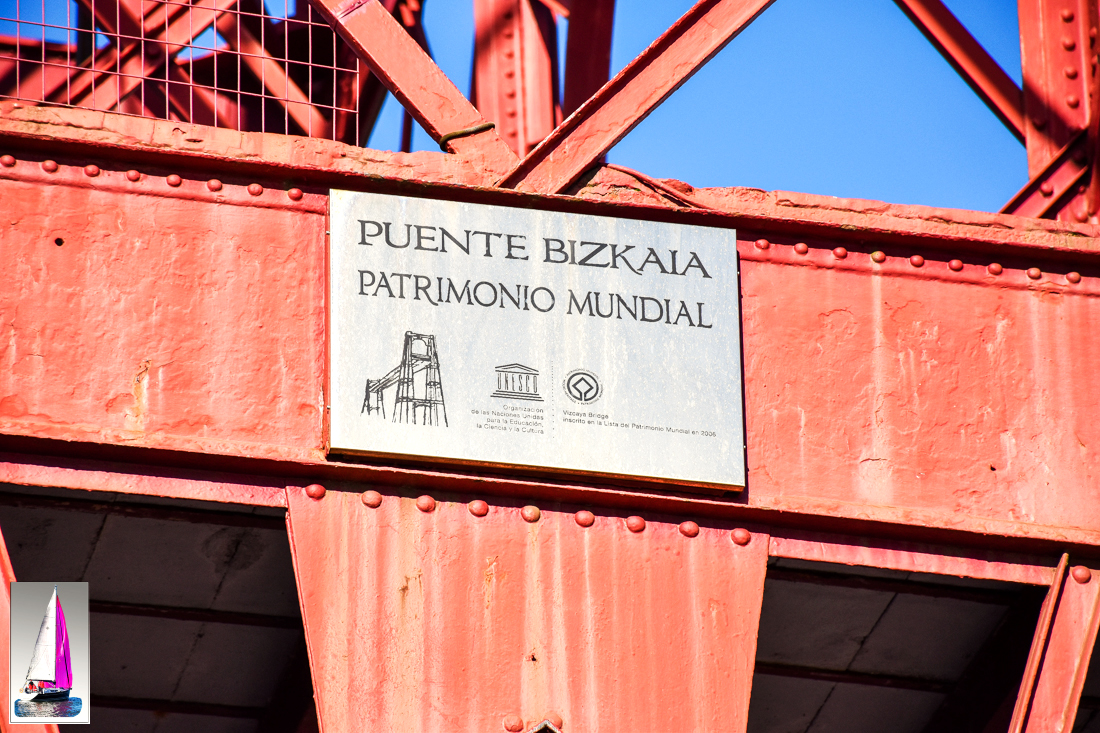 PUENTE BIZKAIA
PATRIMONIO MUNDIAL
UNESCO
Organización
de las Naciones Unidas
para la Educación,
la Ciencia y la Cultura
Vizcaya Bridge
inscrito en la Lista del Patrimonio Mundial en 2006